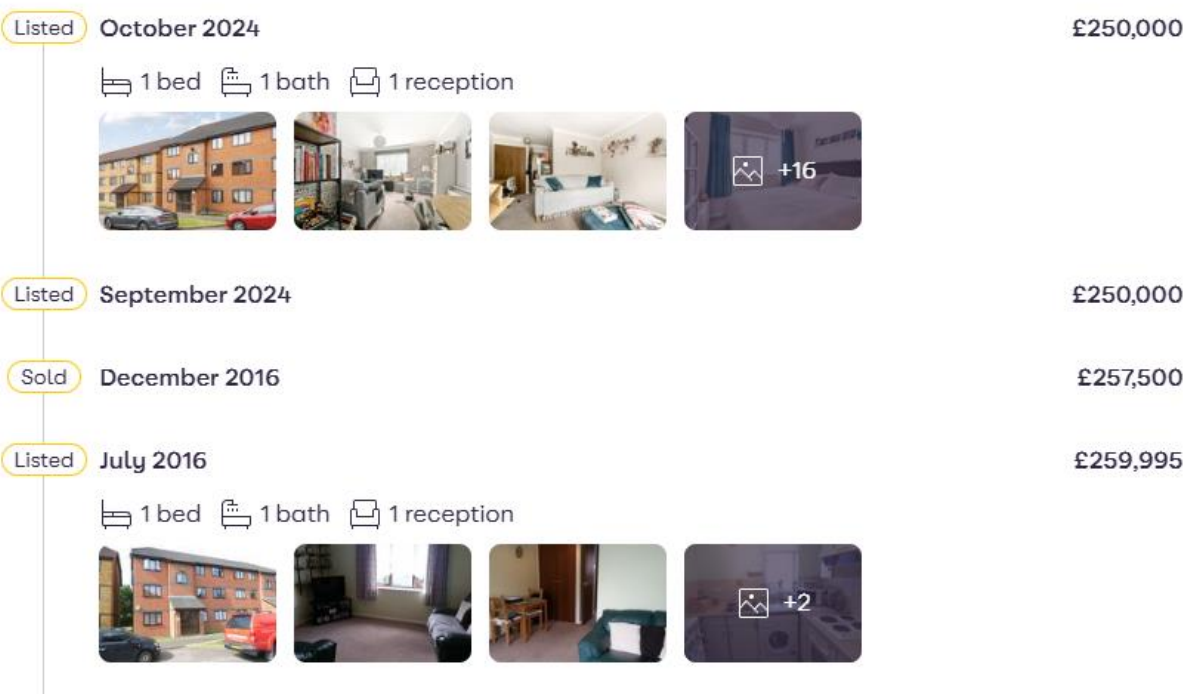 Listed October 2024 £250,000
1 bed 1 bath 1 reception
+16
Listed September 2024 £250,000
Sold December 2016 £257,500
Listed July 2016 £259,995
1 bed 1 bath 1 reception
+2